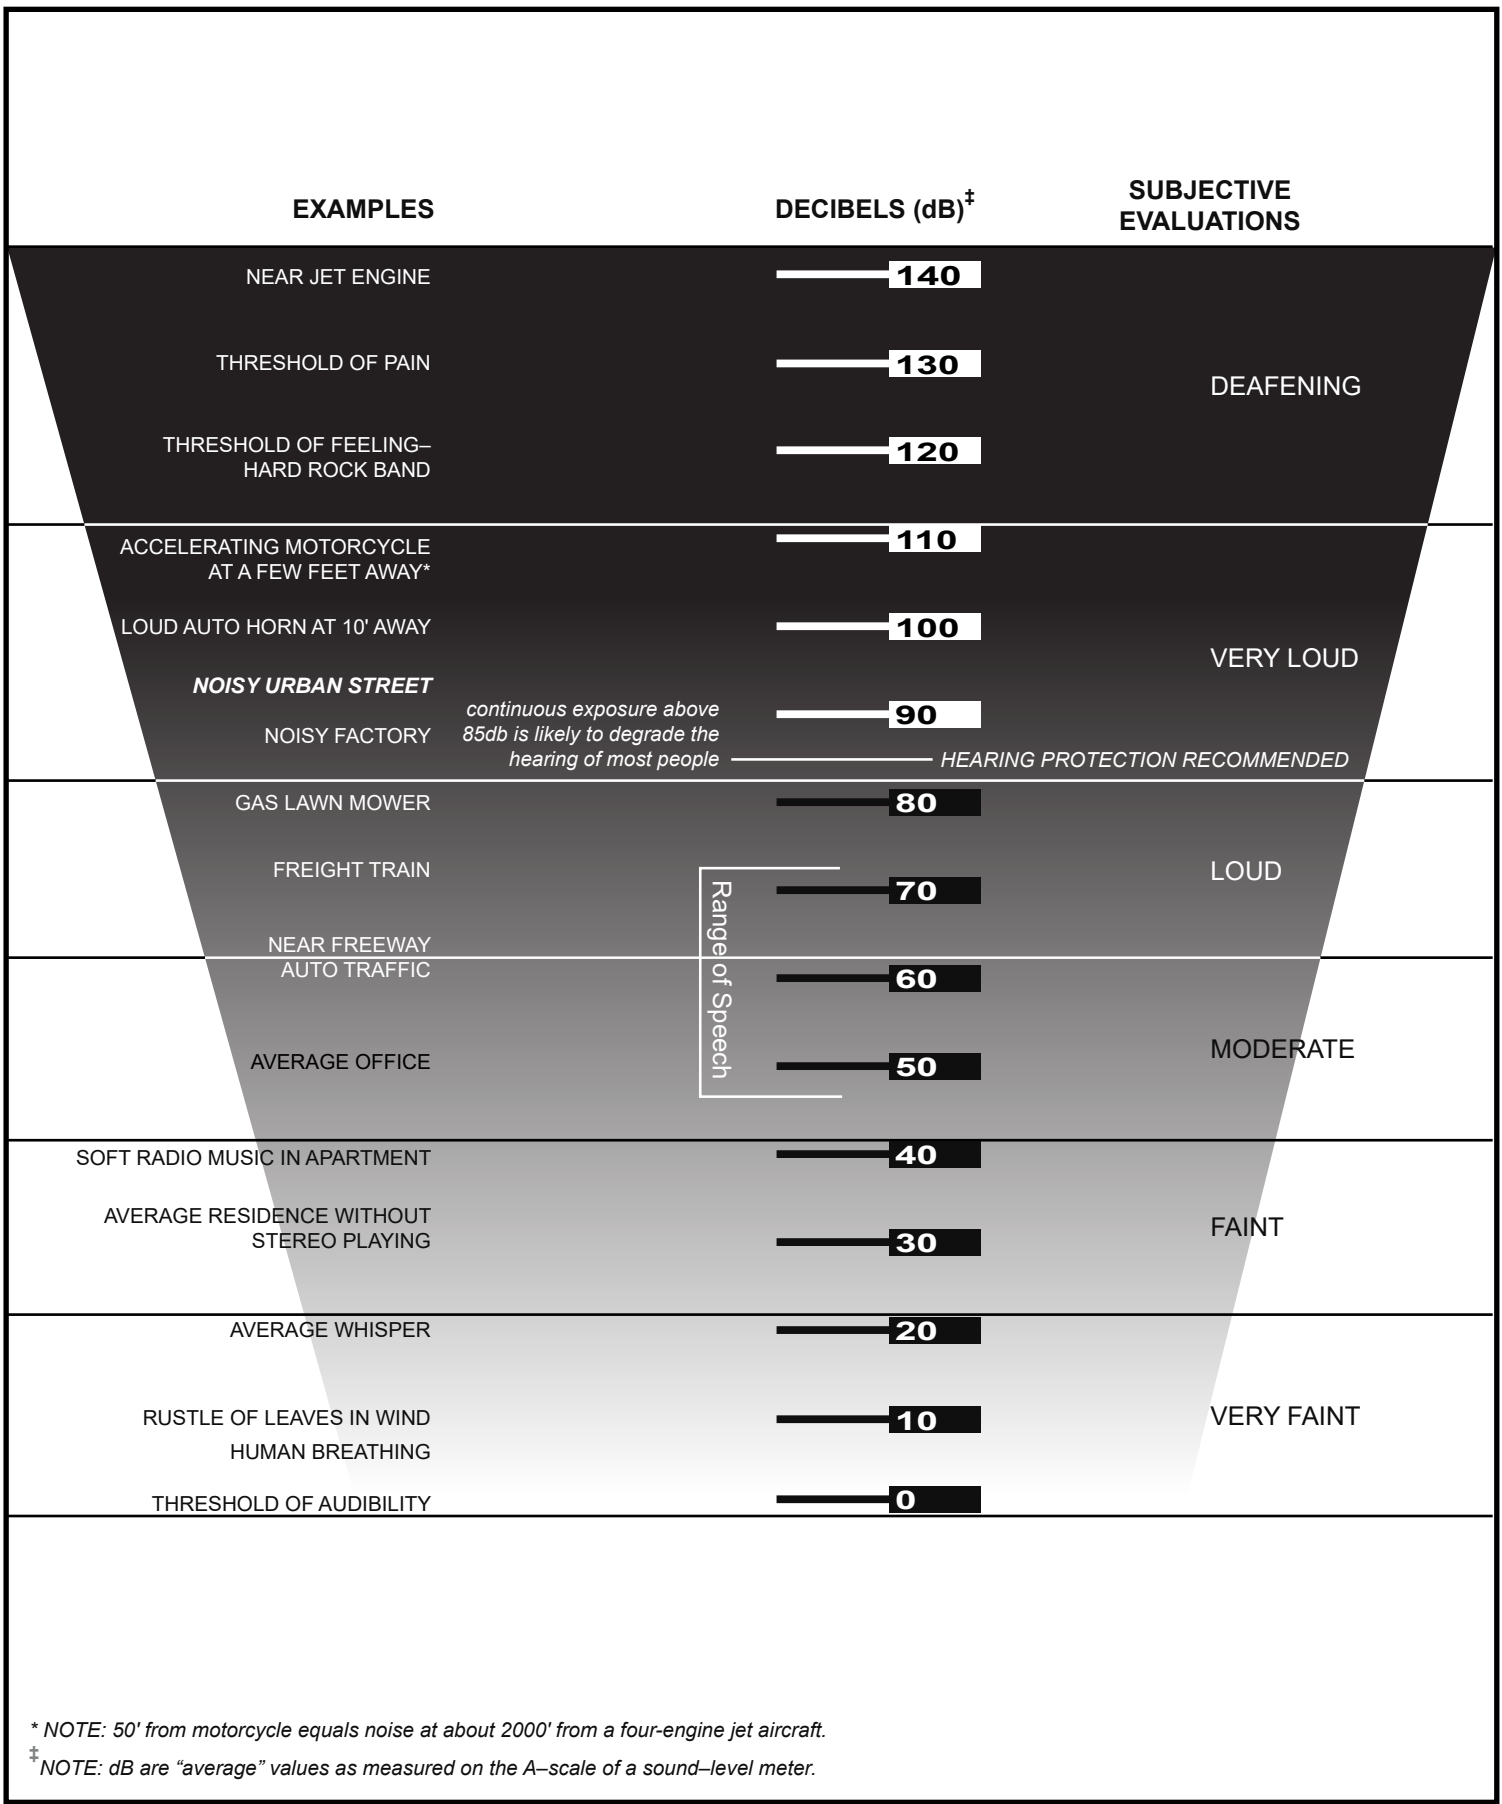 EXAMPLES
DECIBELS (dB)‡
SUBJECTIVE
EVALUATIONS
NEAR JET ENGINE
140
THRESHOLD OF PAIN
130
DEAFENING
THRESHOLD OF FEELING–
HARD ROCK BAND
120
ACCELERATING MOTORCYCLE
AT A FEW FEET AWAY*
110
LOUD AUTO HORN AT 10' AWAY
100
VERY LOUD
NOISY URBAN STREET
NOISY FACTORY
continuous exposure above
85db is likely to degrade the
hearing of most people
90
HEARING PROTECTION RECOMMENDED
GAS LAWN MOWER
80
FREIGHT TRAIN
70
LOUD
Range of Speech
NEAR FREEWAY
AUTO TRAFFIC
60
AVERAGE OFFICE
50
MODERATE
SOFT RADIO MUSIC IN APARTMENT
40
AVERAGE RESIDENCE WITHOUT
STEREO PLAYING
30
FAINT
AVERAGE WHISPER
20
RUSTLE OF LEAVES IN WIND
10
VERY FAINT
HUMAN BREATHING
THRESHOLD OF AUDIBILITY
0
* NOTE: 50' from motorcycle equals noise at about 2000' from a four-engine jet aircraft.
‡NOTE: dB are “average” values as measured on the A–scale of a sound–level meter.